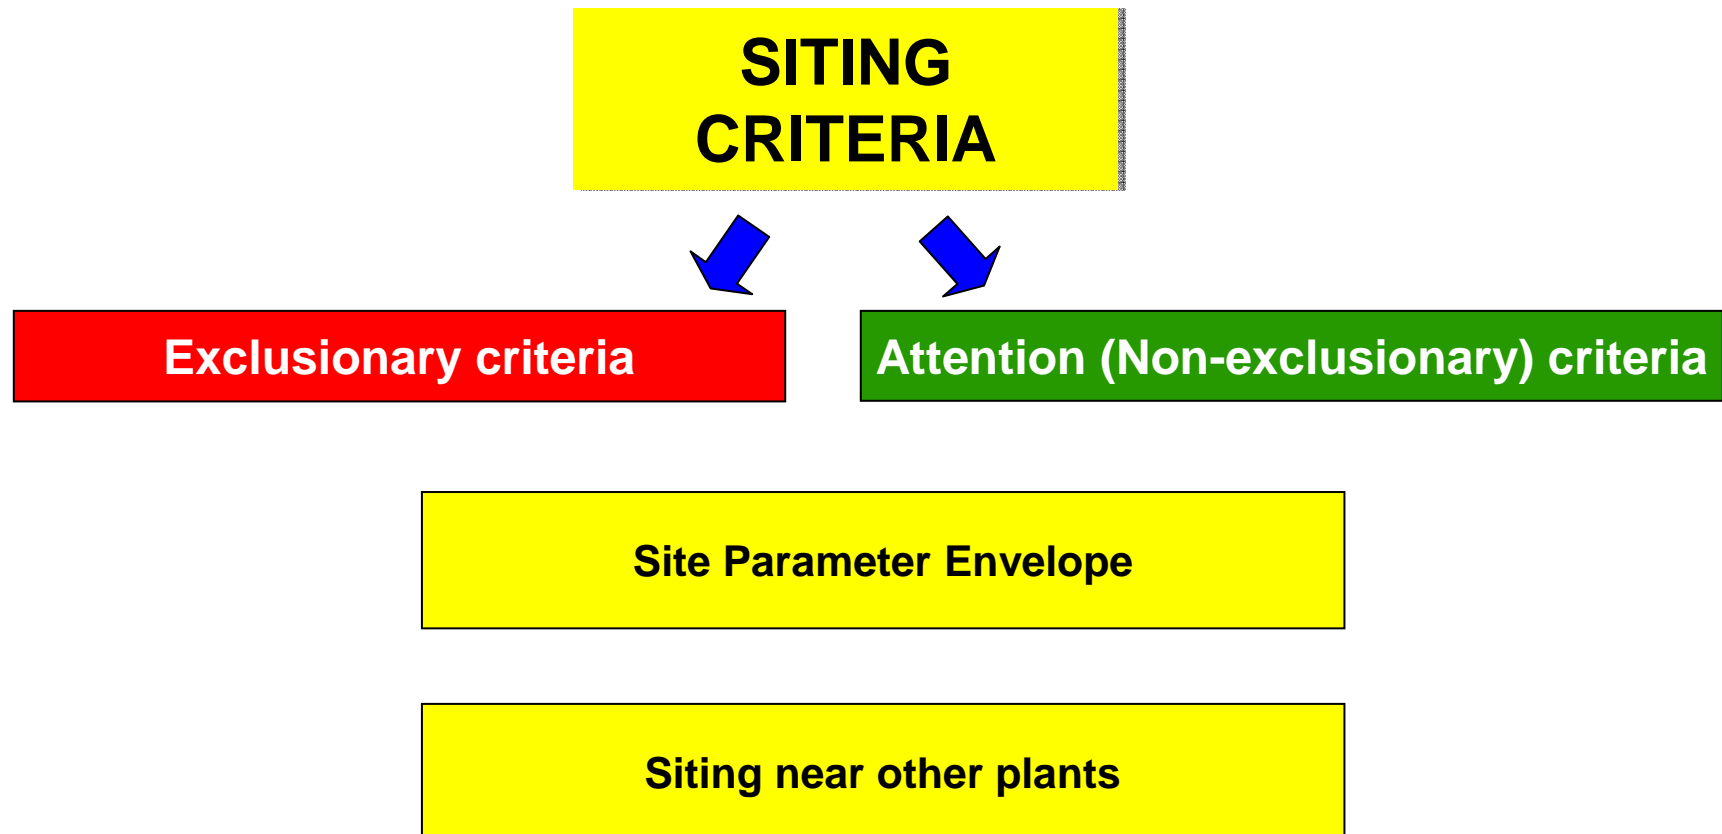 SITING
CRITERIA
Exclusionary criteria
Attention (Non-exclusionary) criteria
Site Parameter Envelope
Siting near other plants